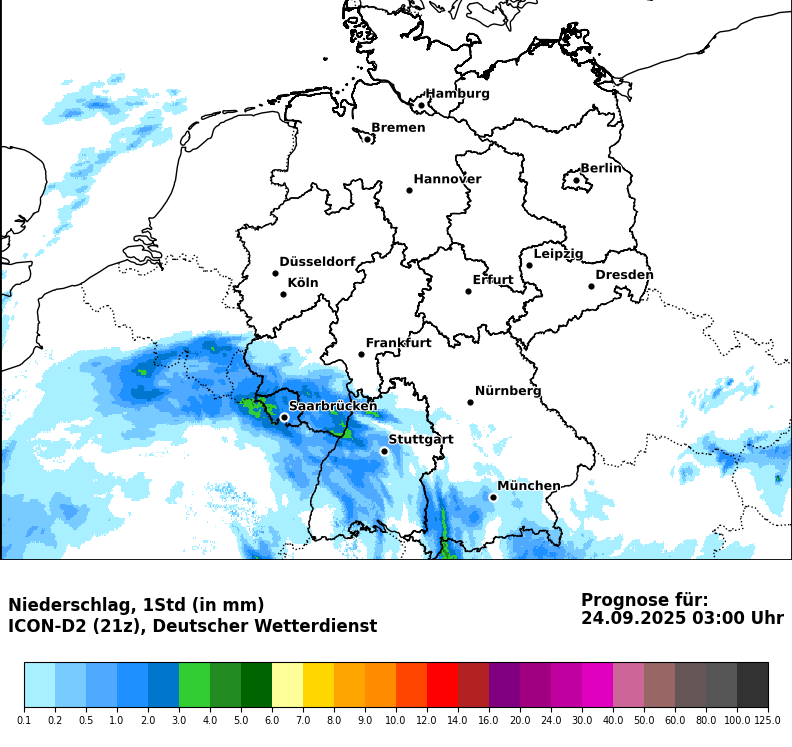 Hamburg
Bremen
Berlin
Hannover
Düsseldorf
Leipzig
Köln
Erfurt
Dresden
Frankfurt
Nürnberg
Saarbrücken
Stuttgart
München
Niederschlag, 1Std (in mm)
ICON-D2 (21z), Deutscher Wetterdienst
Prognose für:
24.09.2025 03:00 Uhr
0.1 0.2 0.5 1.0 2.0 3.0 4.0 5.0 6.0 7.0 8.0 9.0 10.0 12.0 14.0 16.0 20.0 24.0 30.0 40.0 50.0 60.0 80.0 100.0 125.0